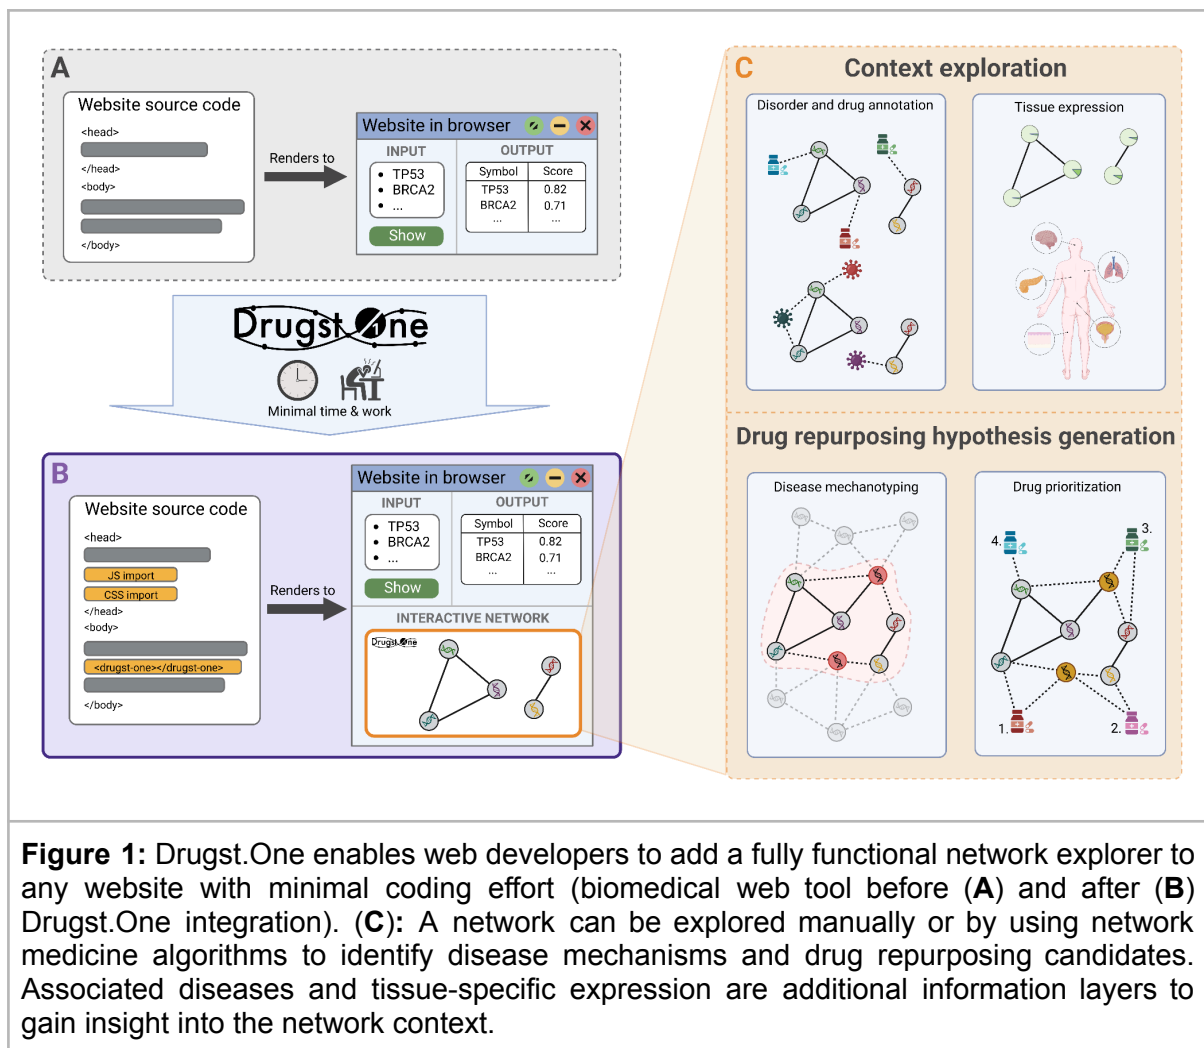 A
Website source code
<head>
</head>
<body>
</body>
Renders to
Website in browser
INPUT
• TP53
• BRCA2
• ...
Show
OUTPUT
Symbol Score
TP53 0.82
BRCA2 0.71
... ...
Drugst.One
Minimal time & work
B
Website source code
<head>
JS import
CSS import
</head>
<body>
<drugst-one></drugst-one>
</body>
Renders to
Website in browser
INPUT
• TP53
• BRCA2
• ...
Show
OUTPUT
Symbol Score
TP53 0.82
BRCA2 0.71
... ...
INTERACTIVE NETWORK
Drugst.One
C
Context exploration
Disorder and drug annotation
Tissue expression
Drug repurposing hypothesis generation
Disease mechanotyping
Drug prioritization
4.
3.
1.
2.
Figure 1: Drugst.One enables web developers to add a fully functional network explorer to
any website with minimal coding effort (biomedical web tool before (A) and after (B)
Drugst.One integration). (C): A network can be explored manually or by using network
medicine algorithms to identify disease mechanisms and drug repurposing candidates.
Associated diseases and tissue-specific expression are additional information layers to
gain insight into the network context.